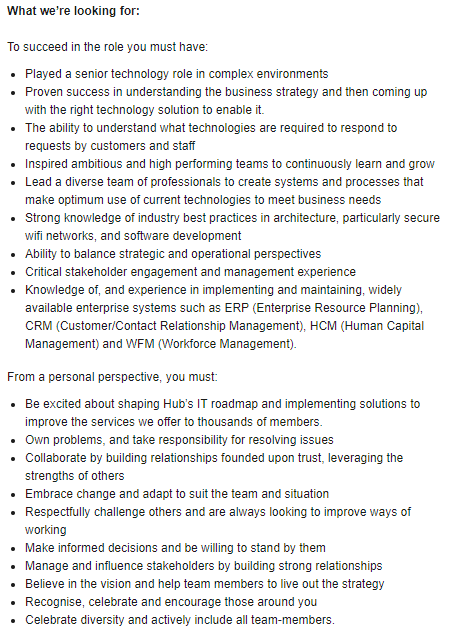 What we’re looking for:
To succeed in the role you must have:
• Played a senior technology role in complex environments
• Proven success in understanding the business strategy and then coming up
with the right technology solution to enable it.
• The ability to understand what technologies are required to respond to
requests by customers and staff
• Inspired ambitious and high performing teams to continuously learn and grow
• Lead a diverse team of professionals to create systems and processes that
make optimum use of current technologies to meet business needs
• Strong knowledge of industry best practices in architecture, particularly secure
wifi networks, and software development
• Ability to balance strategic and operational perspectives
• Critical stakeholder engagement and management experience
• Knowledge of, and experience in implementing and maintaining, widely
available enterprise systems such as ERP (Enterprise Resource Planning),
CRM (Customer/Contact Relationship Management), HCM (Human Capital
Management) and WFM (Workforce Management).
From a personal perspective, you must:
• Be excited about shaping Hub’s IT roadmap and implementing solutions to
improve the services we offer to thousands of members.
• Own problems, and take responsibility for resolving issues
• Collaborate by building relationships founded upon trust, leveraging the
strengths of others
• Embrace change and adapt to suit the team and situation
• Respectfully challenge others and are always looking to improve ways of
working
• Make informed decisions and be willing to stand by them
• Manage and influence stakeholders by building strong relationships
• Believe in the vision and help team members to live out the strategy
• Recognise, celebrate and encourage those around you
• Celebrate diversity and actively include all team-members.